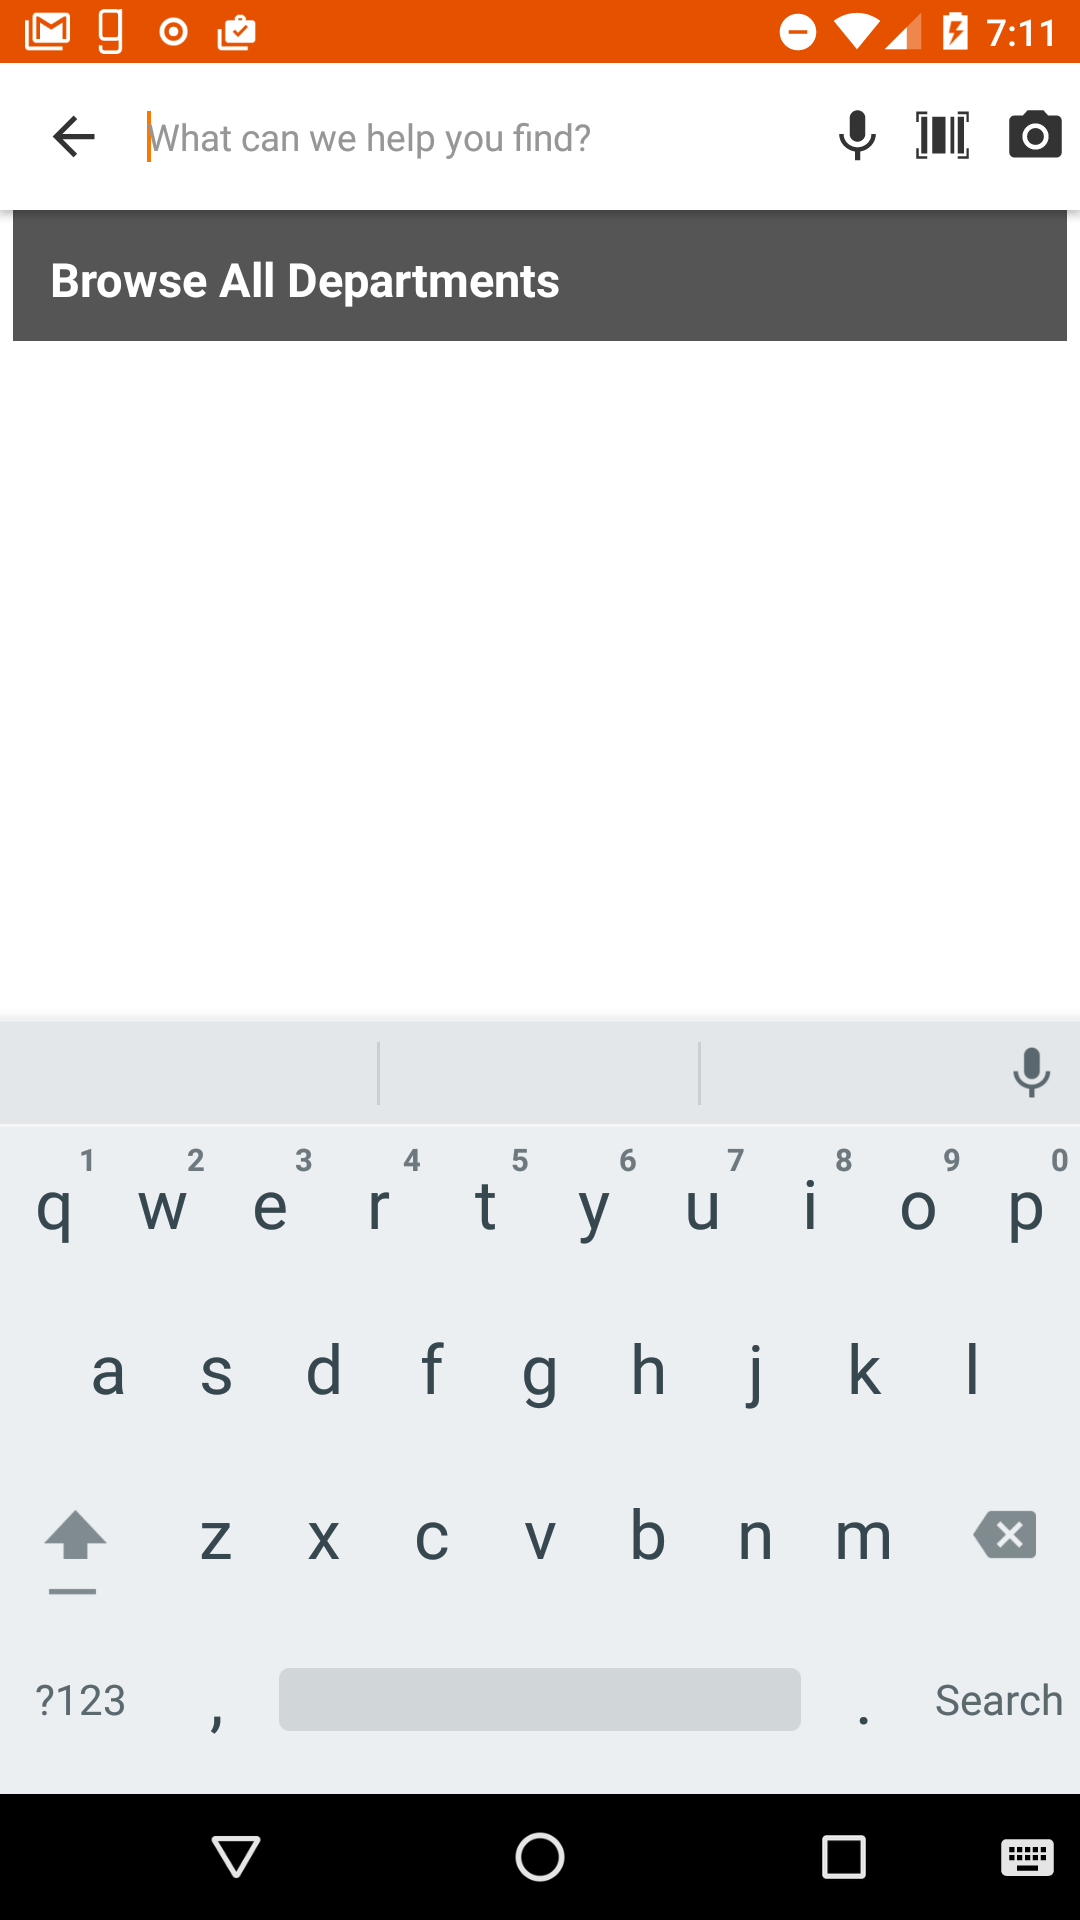 7:11
What can we help you find?
Browse All Departments
1 2 3 4 5 6 7 8 9 0
q w e r t y u i o p
a s d f g h j k l
z x c v b n m
?123 , . Search